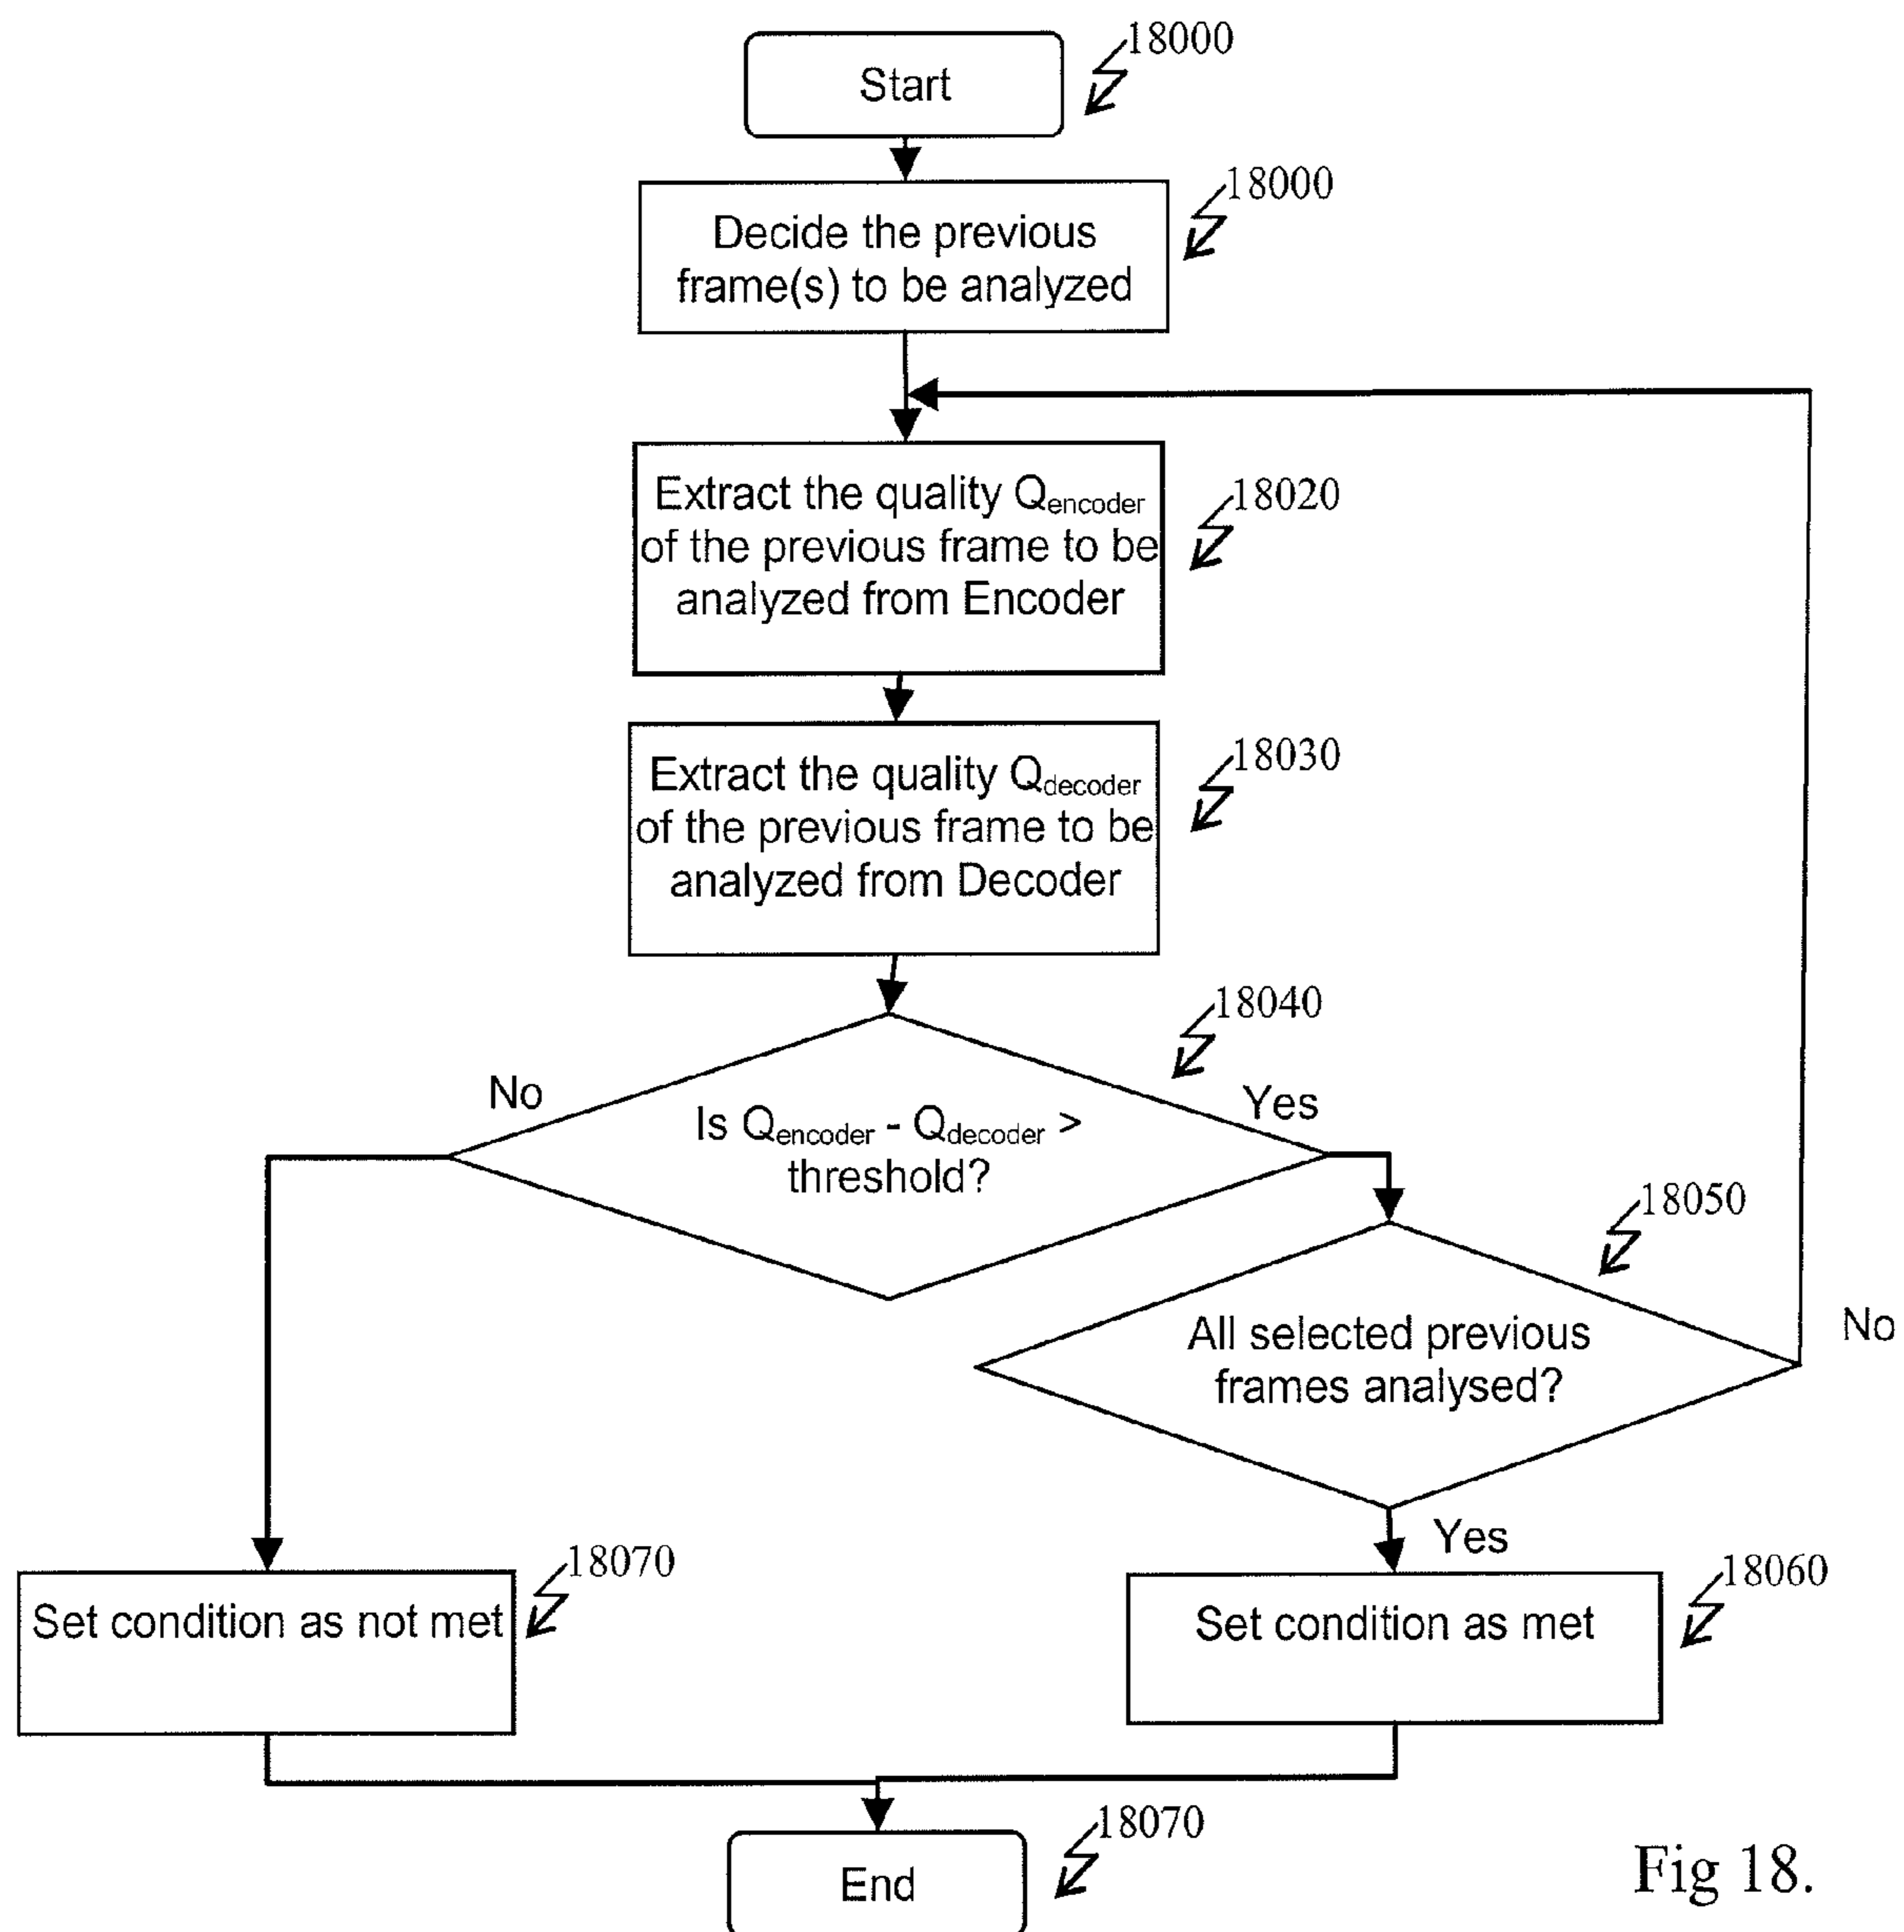 Start
18000
Decide the previous
frame(s) to be analyzed
18000
Extract the quality Qencoder
of the previous frame to be
analyzed from Encoder
18020
Extract the quality Qdecoder
of the previous frame to be
analyzed from Decoder
18030
18040
No
Yes
Is Qencoder - Qdecoder >
threshold?
18050
All selected previous
frames analysed?
No
Yes
Set condition as not met
18070
Set condition as met
18060
End
18070
Fig 18.